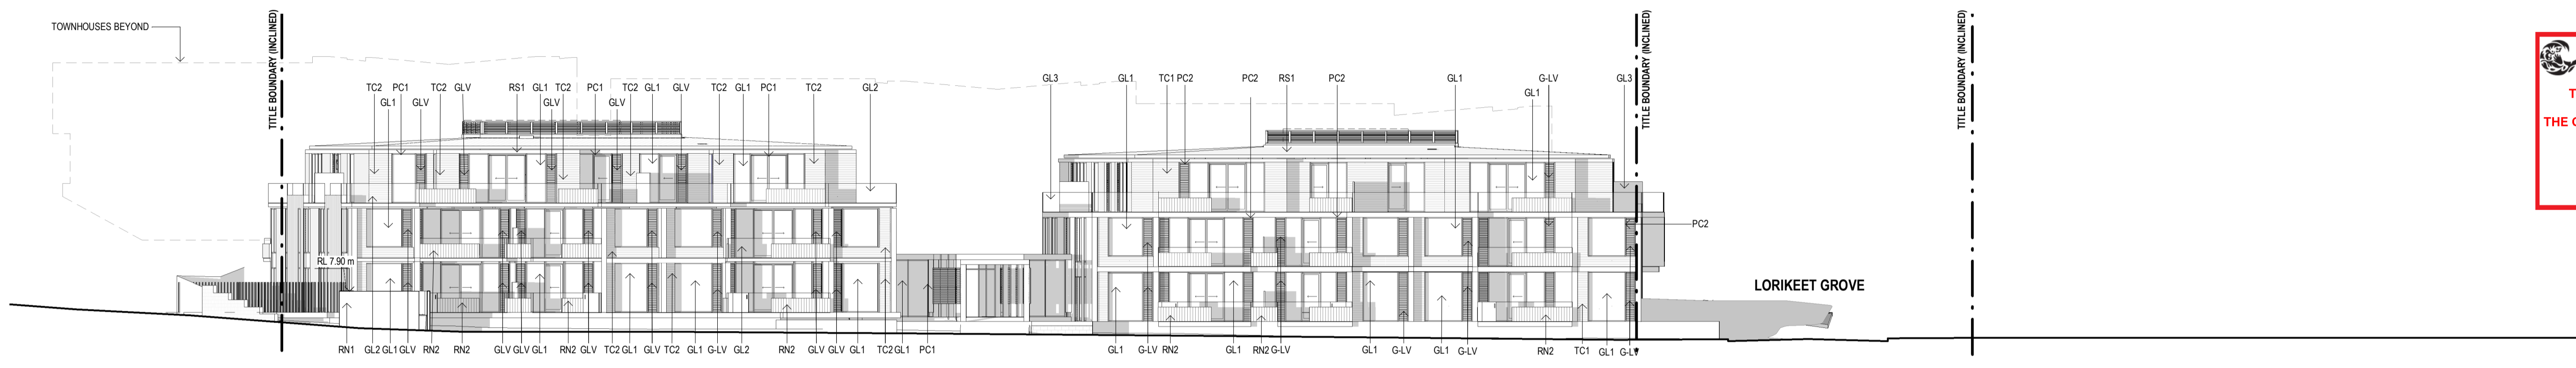 TOWNHOUSES BEYOND
TITLE BOUNDARY (INCLINED)
TITLE BOUNDARY (INCLINED)
TITLE BOUNDARY (INCLINED)
GL3 GL1 TC1 PC2 PC2 RS1 PC2 GL1 G-LV GL3
TC2 PC1 TC2 GLV RS1 GL1 TC2 PC1 TC2 GL1 GLV TC2 GL1 PC1 TC2 GL2
GL1
GL1 GLV GLV GLV
PC2
RL 7.90 m
LORIKEET GROVE
RN1 GL2 GL1 GLV RN2 RN2 GLV GLV GL1 RN2 GLV TC2 GL1 GLV TC2 GL1 G-LV GL2 RN2 GLV GLV GL1 TC2 GL1 PC1
GL1 G-LV RN2 GL1 RN2 G-LV GL1 G-LV GL1 G-LV RN2 TC1 GL1 G-LV
T
THE